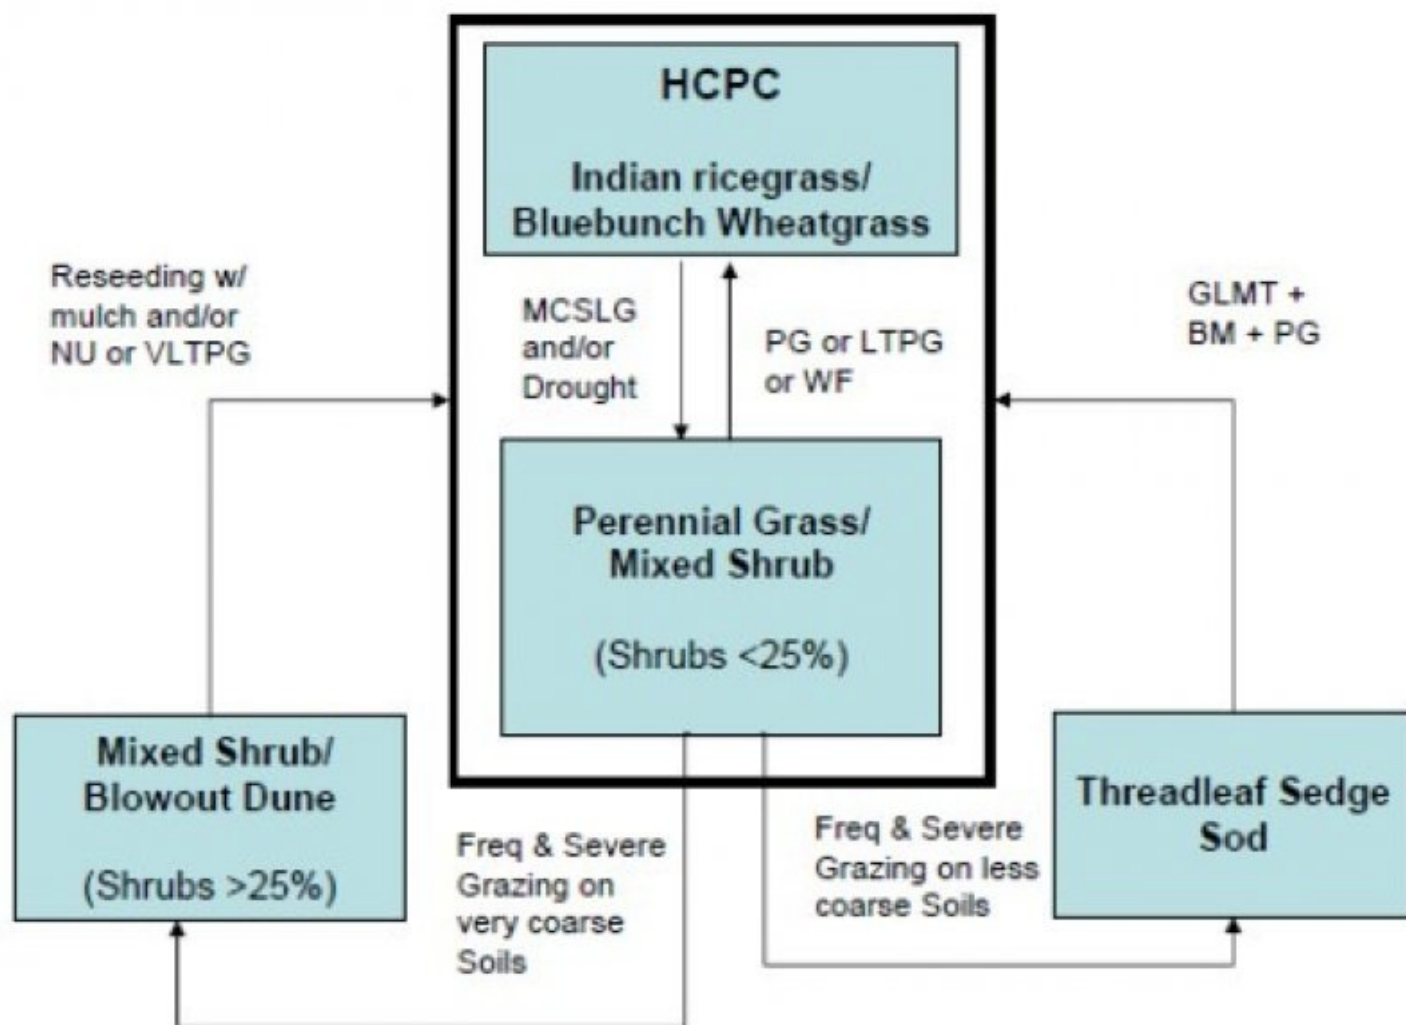 HCPC
Indian ricegrass/
Bluebunch Wheatgrass
Reseeding w/
mulch and/or
NU or VLTPG
MCSLG
and/or
Drought
PG or LTPG
or WF
GLMT +
BM + PG
Perennial Grass/
Mixed Shrub
(Shrubs <25%)
Mixed Shrub/
Blowout Dune
(Shrubs >25%)
Freq & Severe
Grazing on
very coarse
Soils
Freq & Severe
Grazing on less
coarse Soils
Threadleaf Sedge
Sod